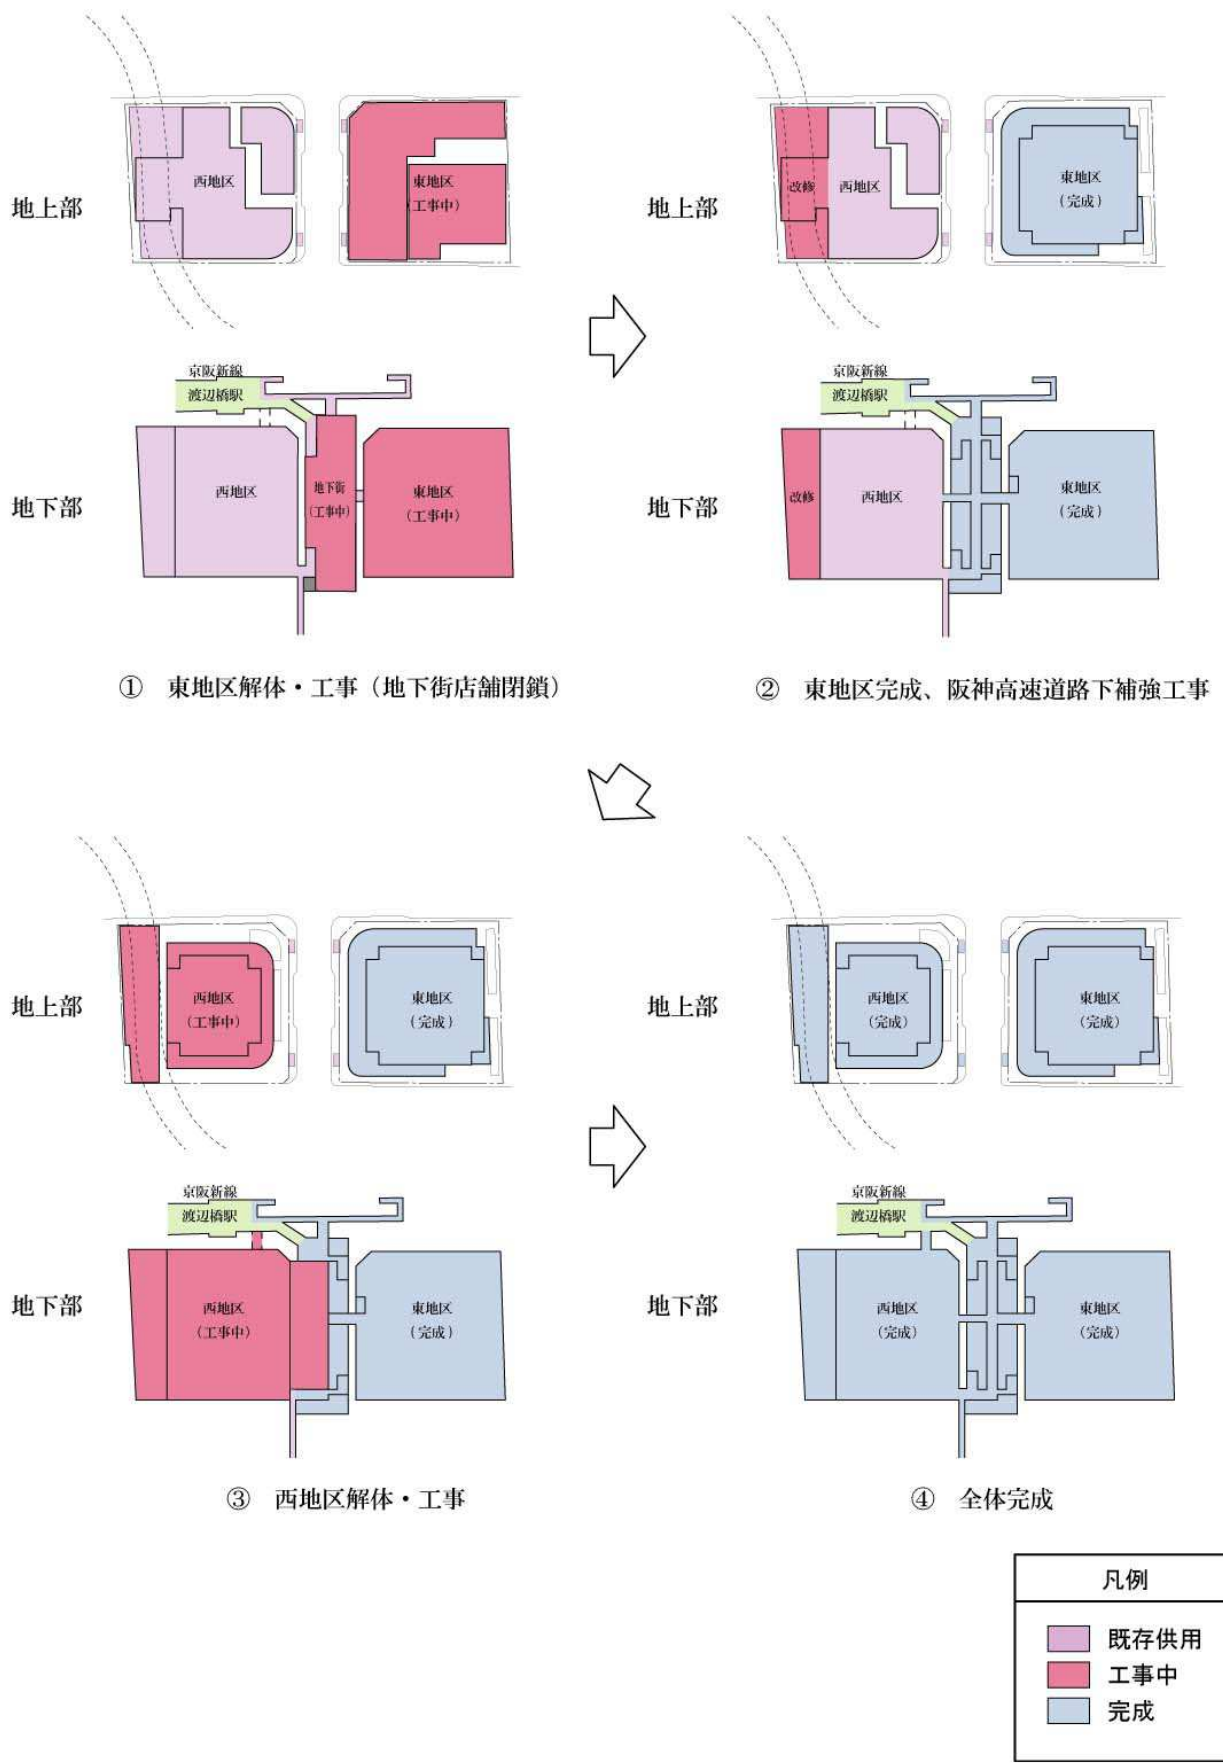 地上部
西地区
東地区
(工事中)
地上部
改修
西地区
東地区
(完成)
京阪新線
渡辺橋駅
地下部
西地区
地下街
(工事中)
東地区
(工事中)
京阪新線
渡辺橋駅
地下部
改修
西地区
東地区
(完成)
① 東地区解体・工事（地下街店舗閉鎖）
② 東地区完成、阪神高速道路下補強工事
地上部
西地区
(工事中)
東地区
(完成)
地上部
西地区
(完成)
東地区
(完成)
京阪新線
渡辺橋駅
地下部
西地区
(工事中)
東地区
(完成)
京阪新線
渡辺橋駅
地下部
西地区
(完成)
東地区
(完成)
③ 西地区解体・工事
④ 全体完成
凡例
既存供用
工事中
完成